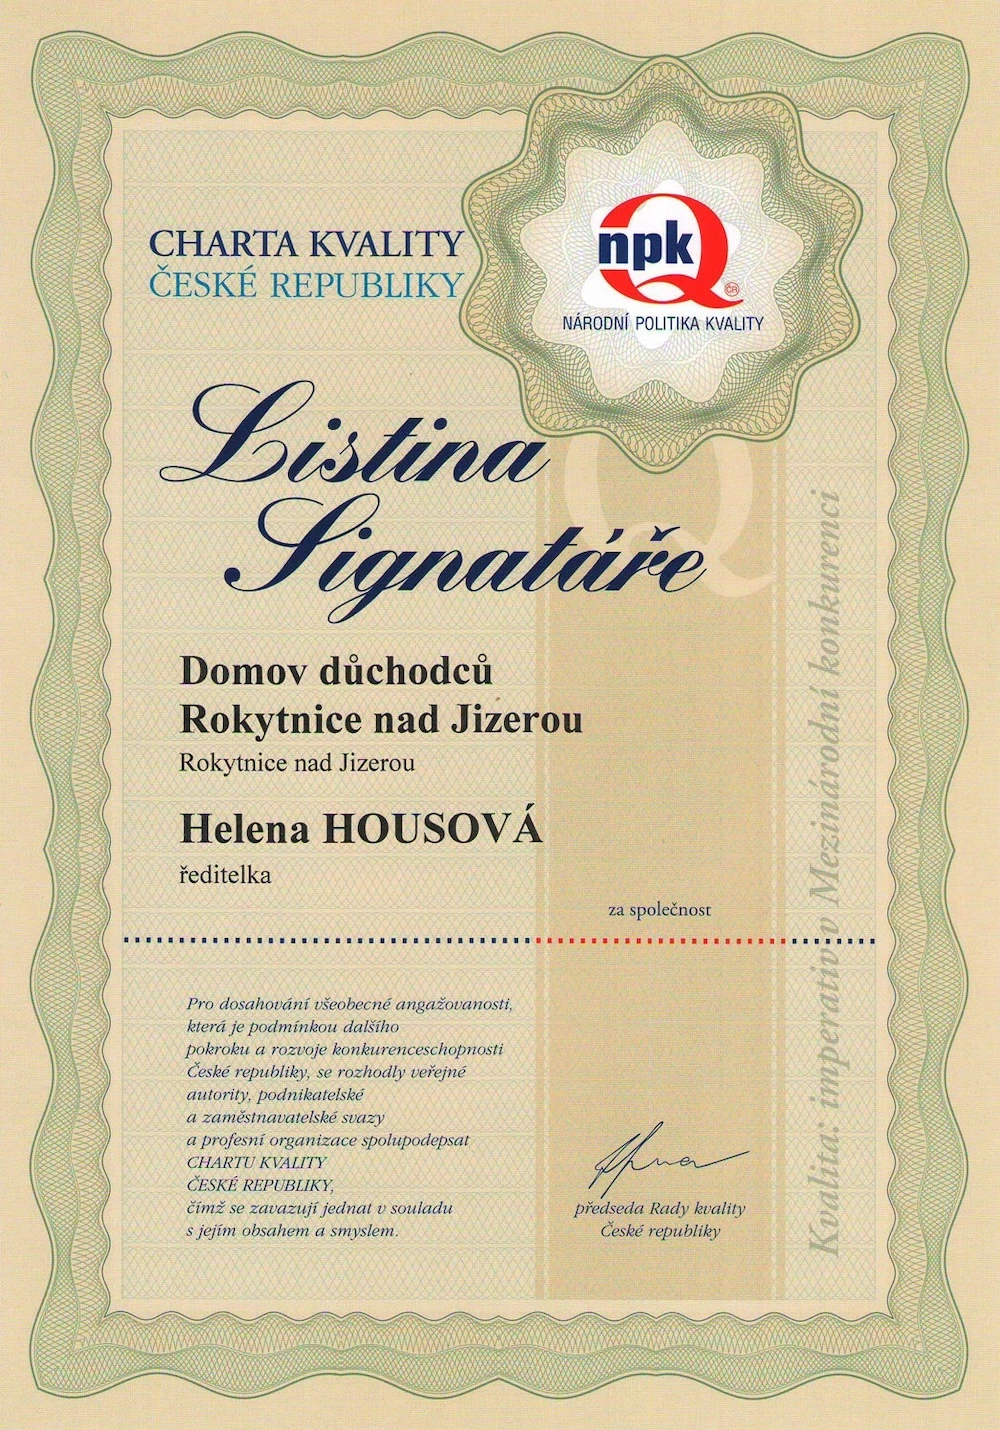 CHARTA KVALITY
ČESKÉ REPUBLIKY
npk
ČR
®
NÁRODNÍ POLITIKA KVALITY
Listina
Signatáře
Domov důchodců
Rokytnice nad Jizerou
Rokytnice nad Jizerou
Helena HOUSOVÁ
ředitelka
za společnost
Pro dosahování všeobecné angažovanosti,
která je podmínkou dalšího
pokroku a rozvoje konkurenceschopnosti
České republiky, se rozhodly veřejné
autority, podnikatelské
a zaměstnavatelské svazy
a profesní organizace spolupodepsat
CHARTU KVALITY
ČESKÉ REPUBLIKY,
čímž se zavazují jednat v souladu
s jejím obsahem a smyslem.
předseda Rady kvality
České republiky
Kvalita: imperativ v Mezinárodní konkurenci